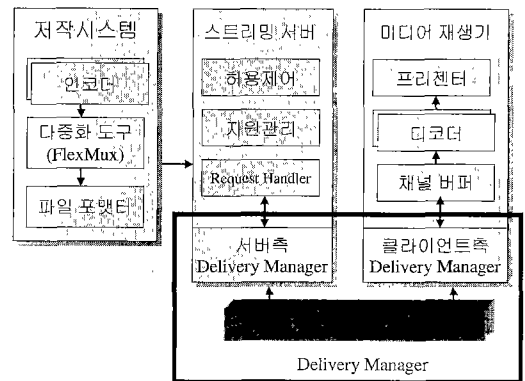 저작시스템
인코더
다중화 도구
(FlexMux)
파일 포맷터
스트리밍 서버
허용제어
자원관리
Request Handler
서버측
Delivery Manager
미디어 재생기
프리젠터
디코더
채널 버퍼
클라이언트측
Delivery Manager
Delivery Manager